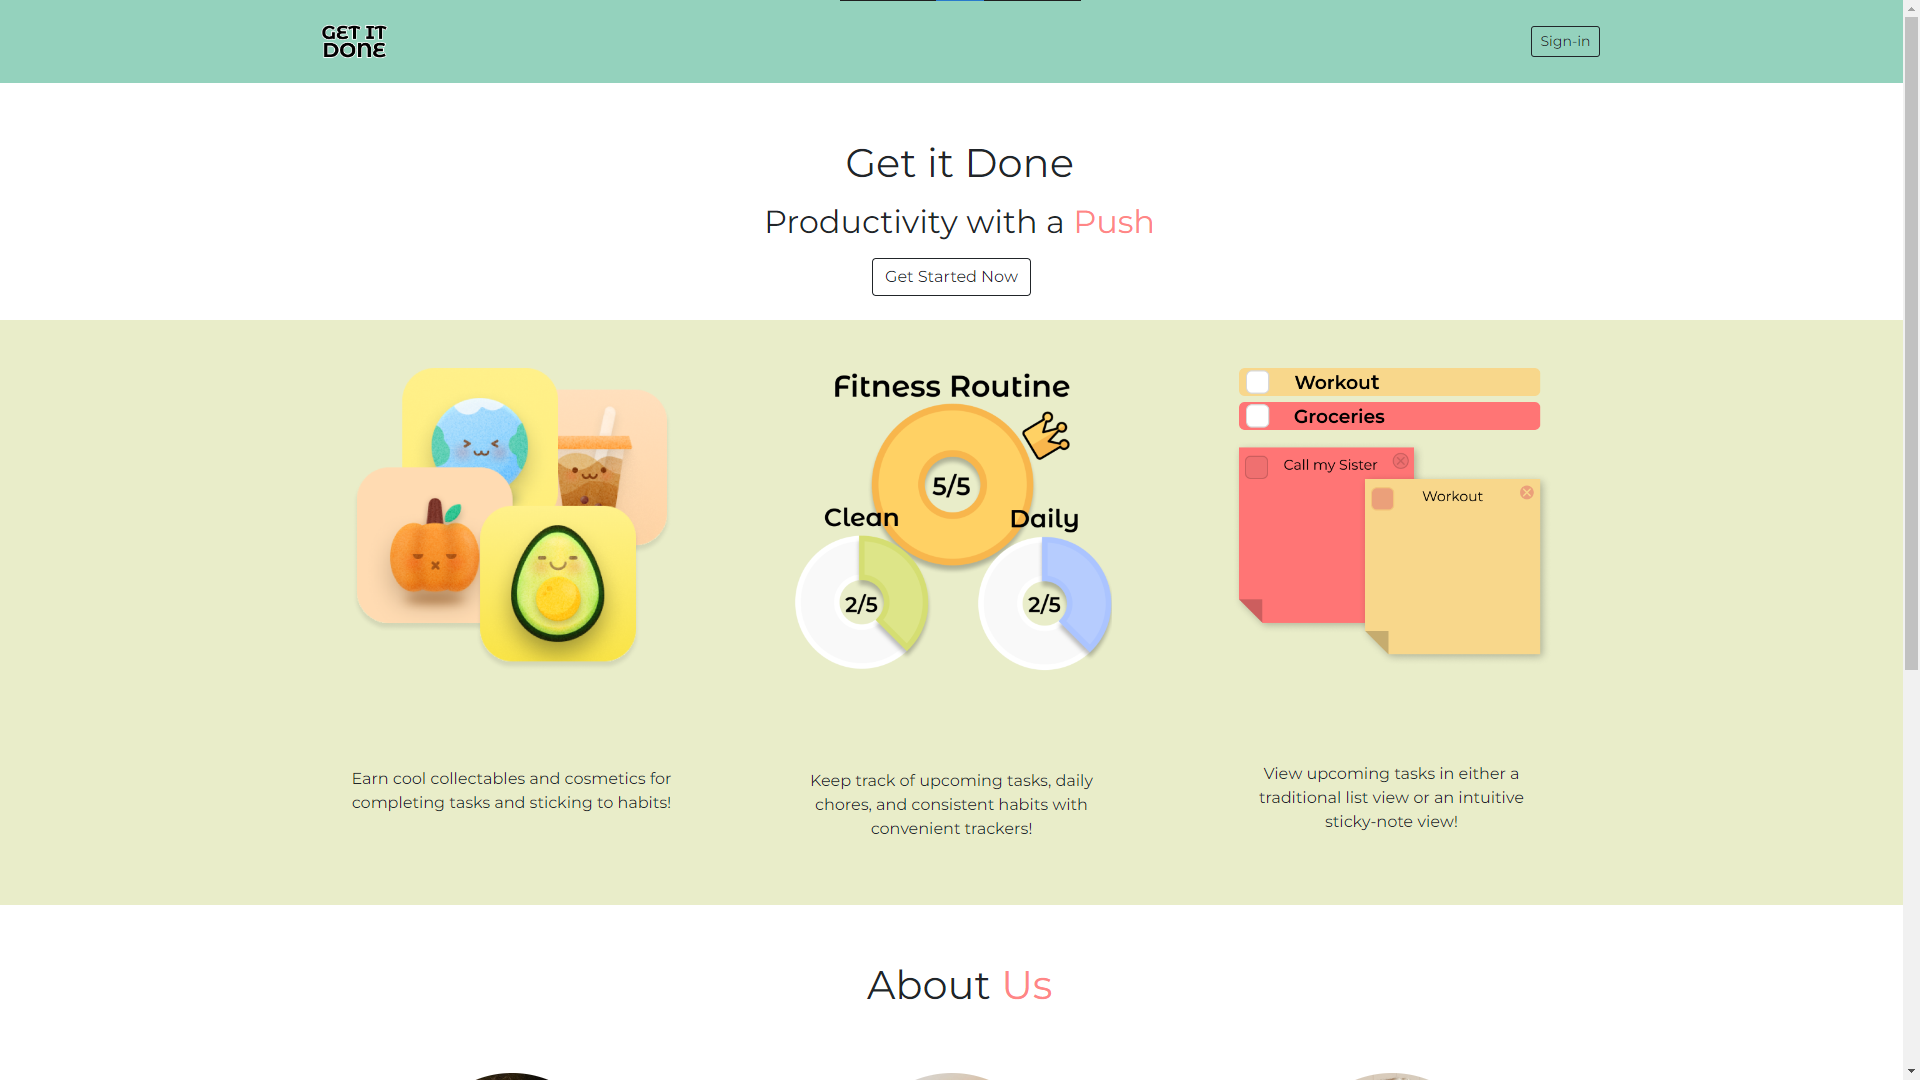 GET IT
DONE
Sign-in
Get it Done
Productivity with a Push
Get Started Now
Fitness Routine
5/5
Clean
Daily
2/5
2/5
Workout
Groceries
Call my Sister
Workout
Earn cool collectables and cosmetics for
completing tasks and sticking to habits!
Keep track of upcoming tasks, daily
chores, and consistent habits with
convenient trackers!
View upcoming tasks in either a
traditional list view or an intuitive
sticky-note view!
About Us